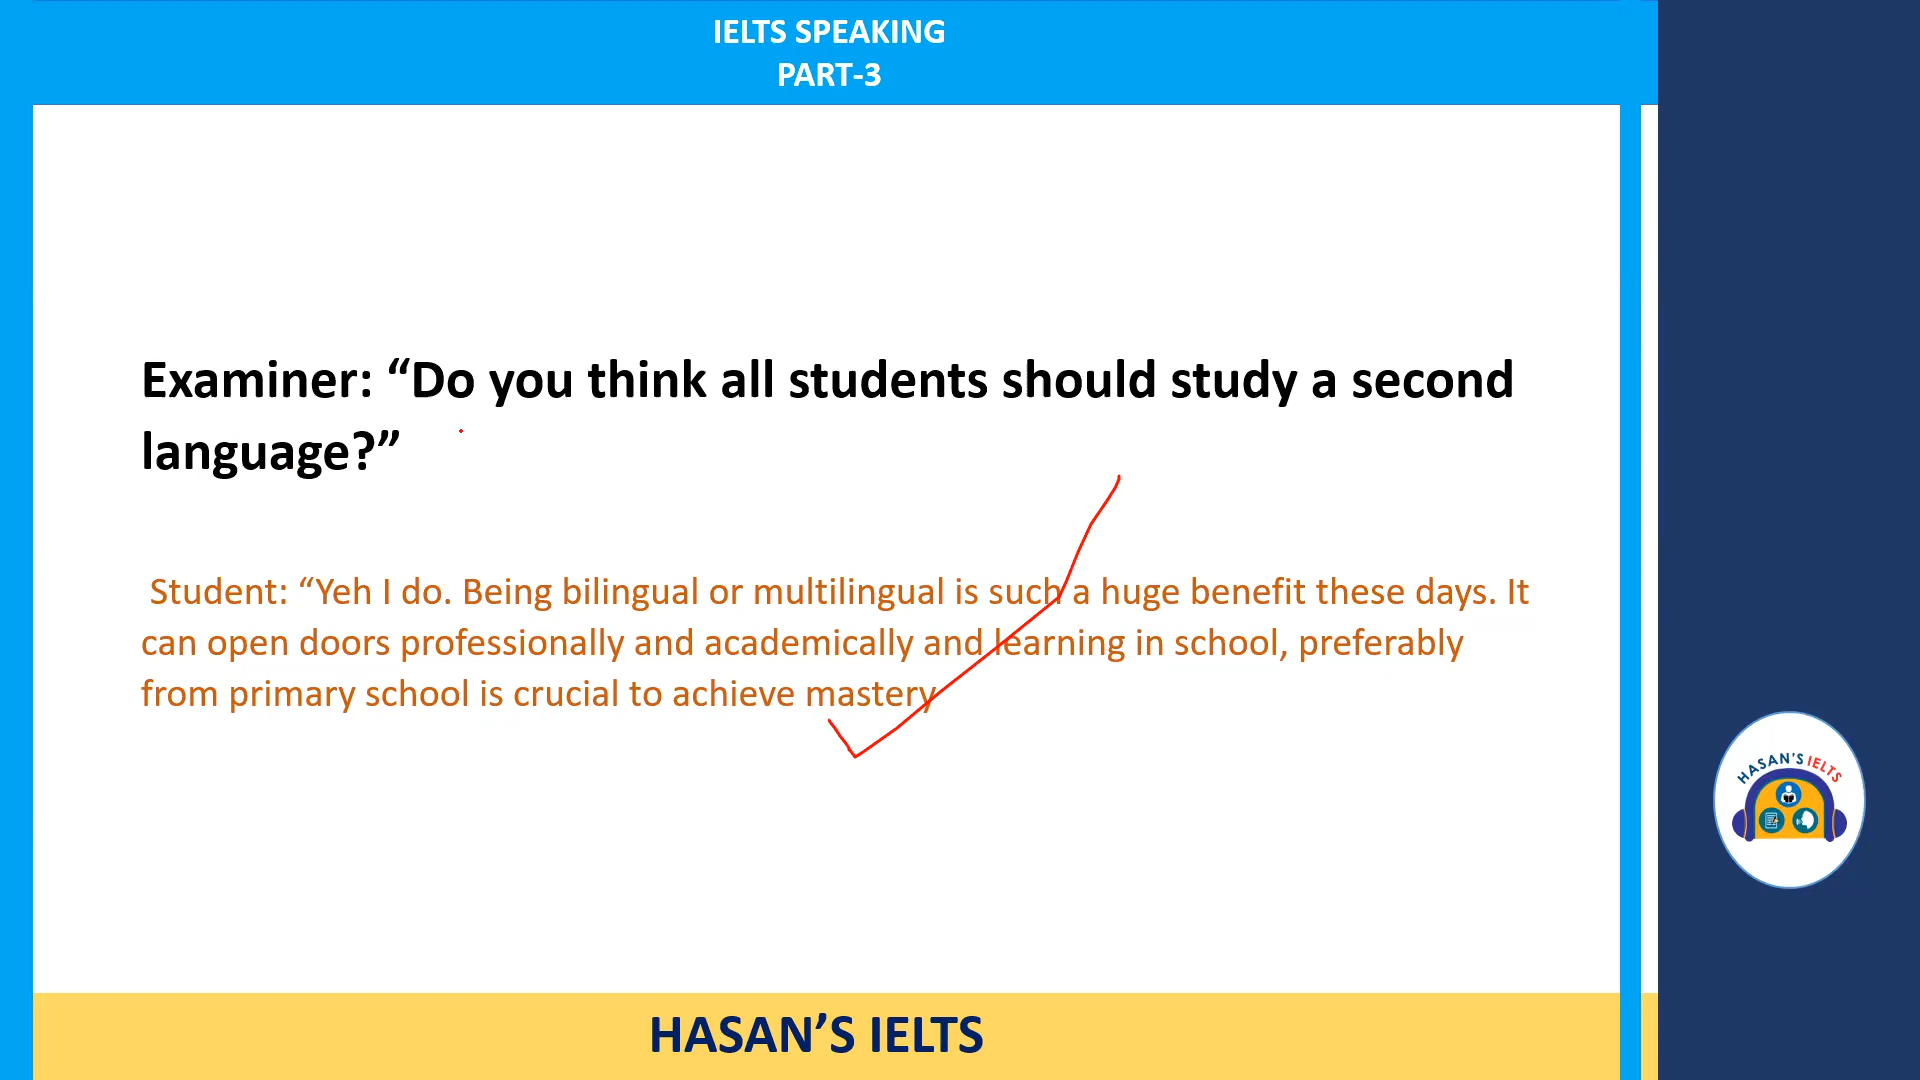 IELTS SPEAKING
PART-3
Examiner: “Do you think all students should study a second
language?”
Student: “Yeh I do. Being bilingual or multilingual is such a huge benefit these days. It
can open doors professionally and academically and learning in school, preferably
from primary school is crucial to achieve mastery
HASAN'S IELTS
HASAN’S IELTS